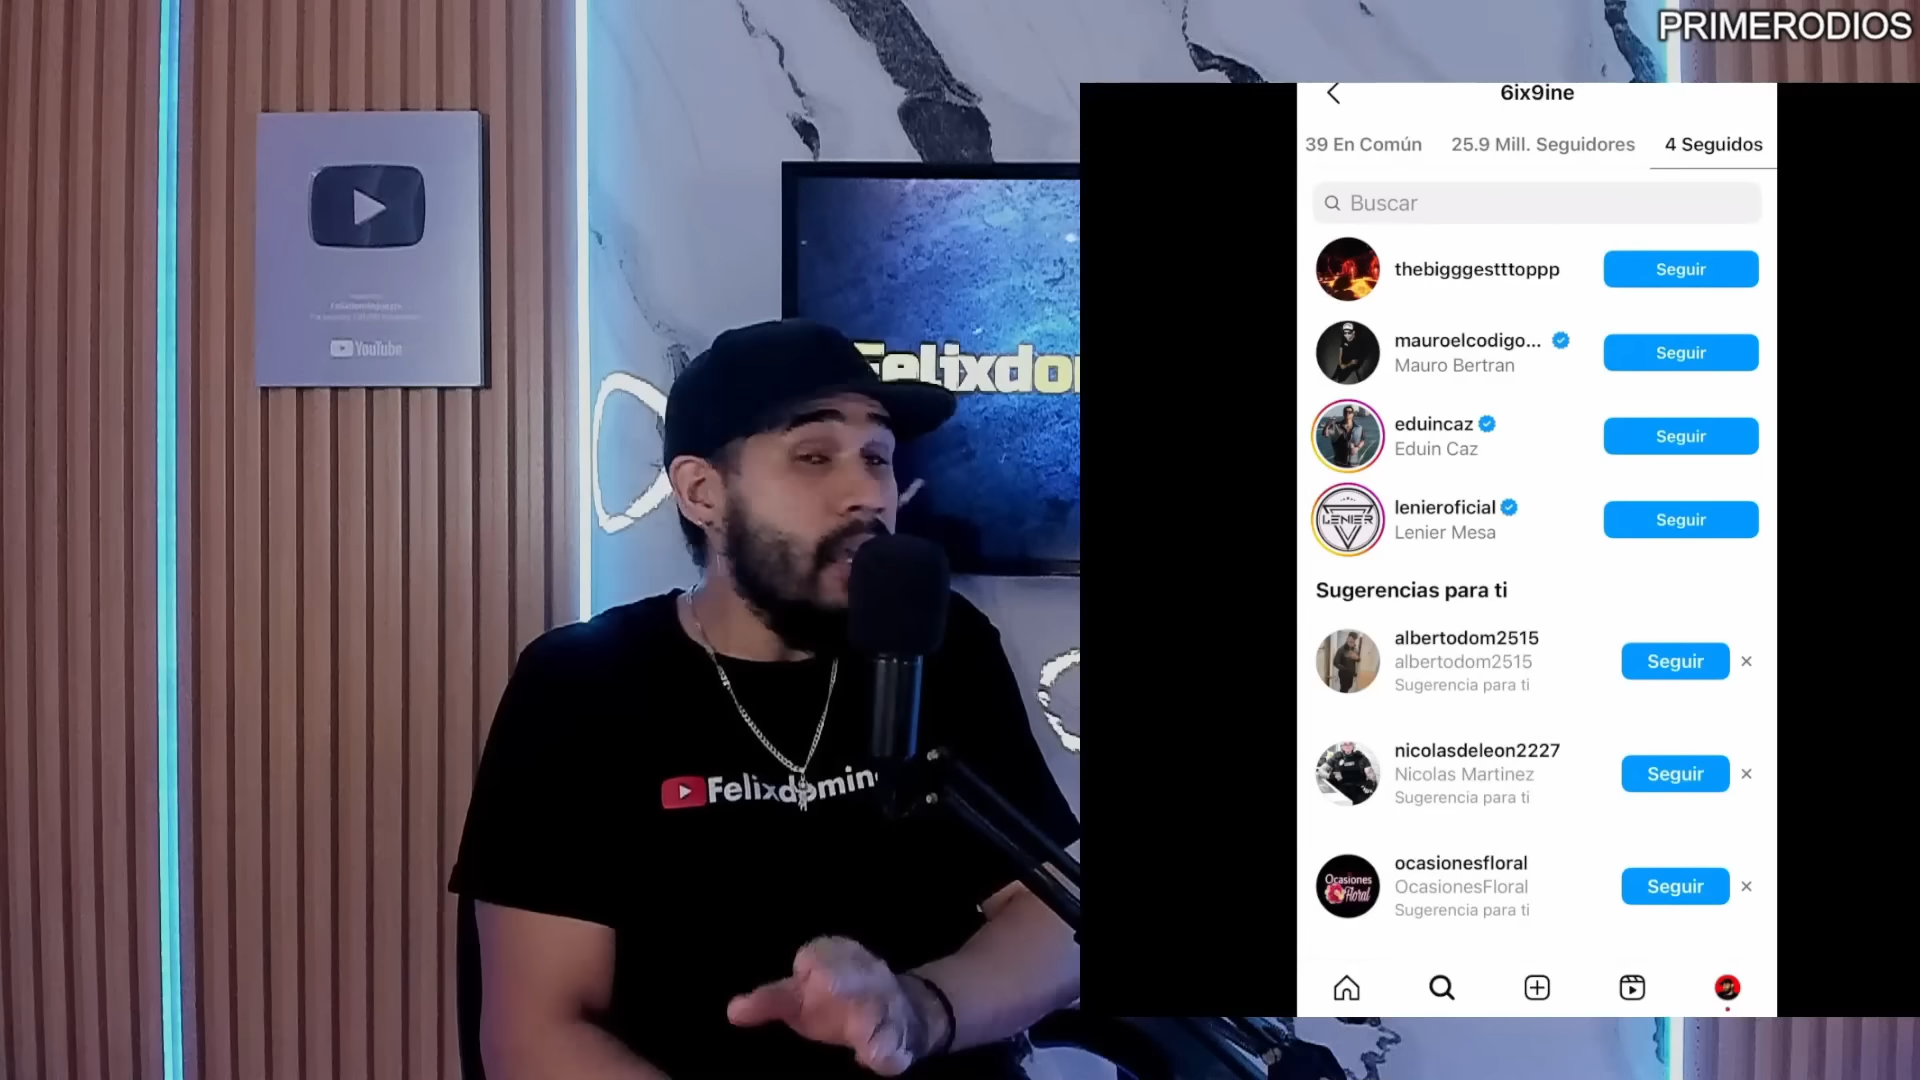 PRIMERODIOS
YouTube
Felixdo
Felixdomin
6ix9ine
39 En Común
25.9 Mill. Seguidores
4 Seguidos
Buscar
thebigggestttoppp
Seguir
mauroelcodigo...
Mauro Bertran
Seguir
eduincaz
Eduin Caz
Seguir
LENIER
lenieroficial
Lenier Mesa
Seguir
Sugerencias para ti
albertodom2515
albertodom2515
Sugerencia para ti
Seguir
nicolasdeleon2227
Nicolas Martinez
Sugerencia para ti
Seguir
Ocasiones
Floral
ocasionesfloral
OcasionesFloral
Sugerencia para ti
Seguir